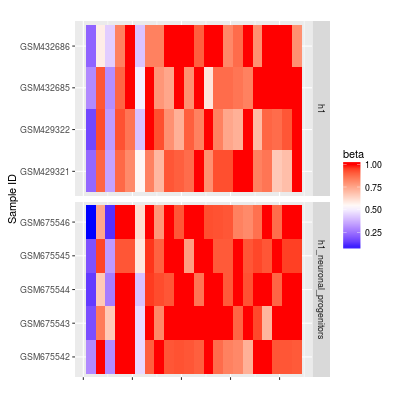 Sample ID
GSM432686
GSM432685
GSM429322
GSM429321
h1
GSM675546
GSM675545
GSM675544
GSM675543
GSM675542
h1_neuronal_progenitors
beta
1.00
0.75
0.50
0.25